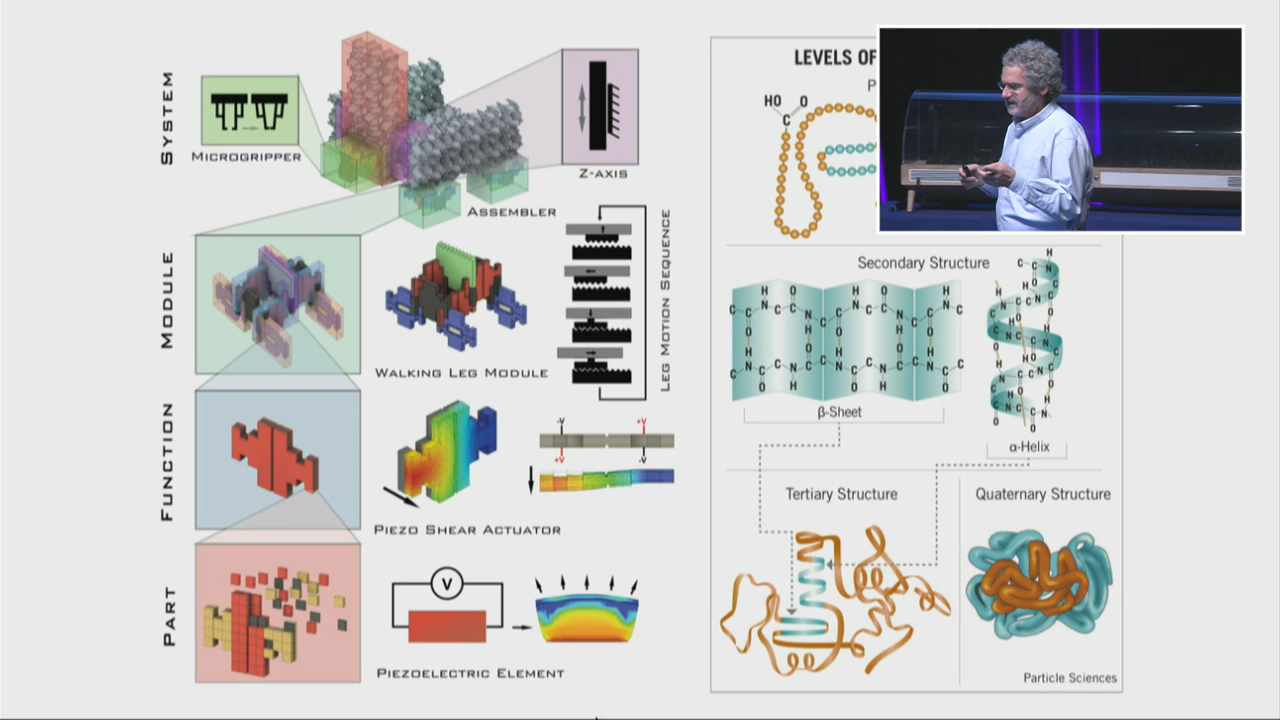 SYSTEM
MICROGRIPPER
Z-AXIS
ASSEMBLER
MODULE
WALKING LEG MODULE
LEG MOTION SEQUENCE
FUNCTION
-V
+V
+V
-V
PIEZO SHEAR ACTUATOR
PART
V
PIEZOELECTRIC ELEMENT
LEVELS OF
P
HO
O
C
Secondary Structure
β-Sheet
α-Helix
Tertiary Structure
Quaternary Structure
Particle Sciences